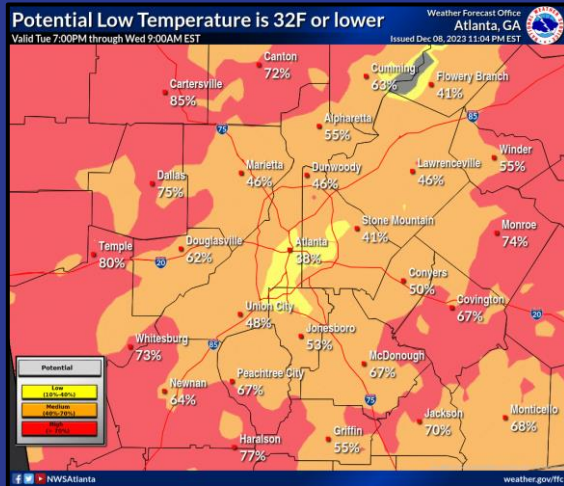 Potential Low Temperature is 32F or lower
Valid Tue 7:00PM through Wed 9:00AM EST
Weather Forecast Office
Atlanta, GA
Issued Dec 08, 2023 11:04 PM EST
Canton
72%
Cumming
63%
Flowery Branch
41%
Cartersville
85%
Alpharetta
55%
75
85
Winder
55%
Marietta
46%
Dunwoody
46%
Lawrenceville
46%
Dallas
75%
Stone Mountain
41%
Monroe
74%
Temple
80%
Douglasville
62%
Atlanta
38%
20
Conyers
50%
Covington
67%
20
Union City
48%
Jonesboro
53%
Whitesburg
73%
85
McDonough
67%
Peachtree City
67%
Newnan
64%
75
Jackson
70%
Monticello
68%
Griffin
55%
Haralson
77%
Potential
Low
(10%-40%)
Medium
(40%-70%)
High
(> 70%)
NWSAtlanta
weather.gov/ffc